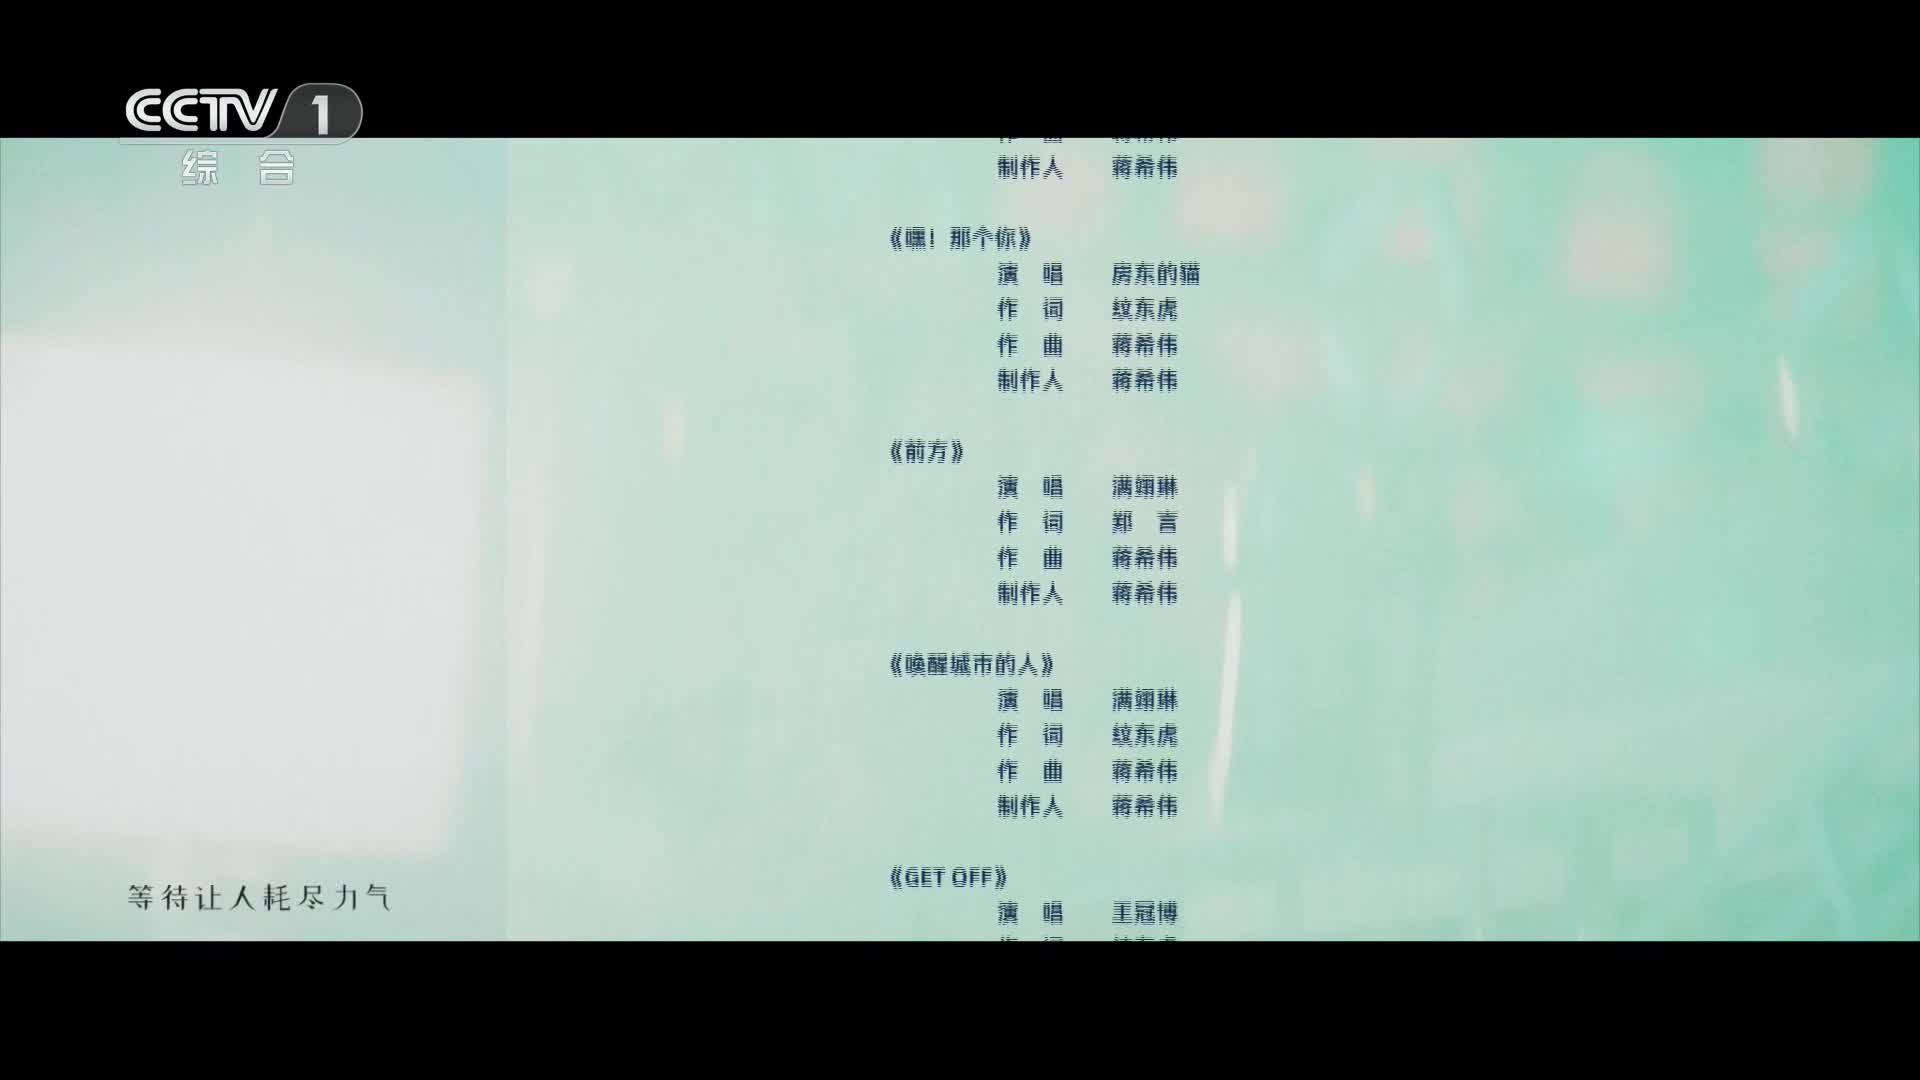 CCTV 1
综 合
制作人 蒋希伟
《嘿！那个你》
演 唱 房东的猫
作 词 纹东虎
作 曲 蒋希伟
制作人 蒋希伟
《前方》
演 唱 满翊琳
作 词 郑 言
作 曲 蒋希伟
制作人 蒋希伟
《唤醒城市的人》
演 唱 满翊琳
作 词 纹东虎
作 曲 蒋希伟
制作人 蒋希伟
《GET OFF》
演 唱 王冠博
等待让人耗尽力气